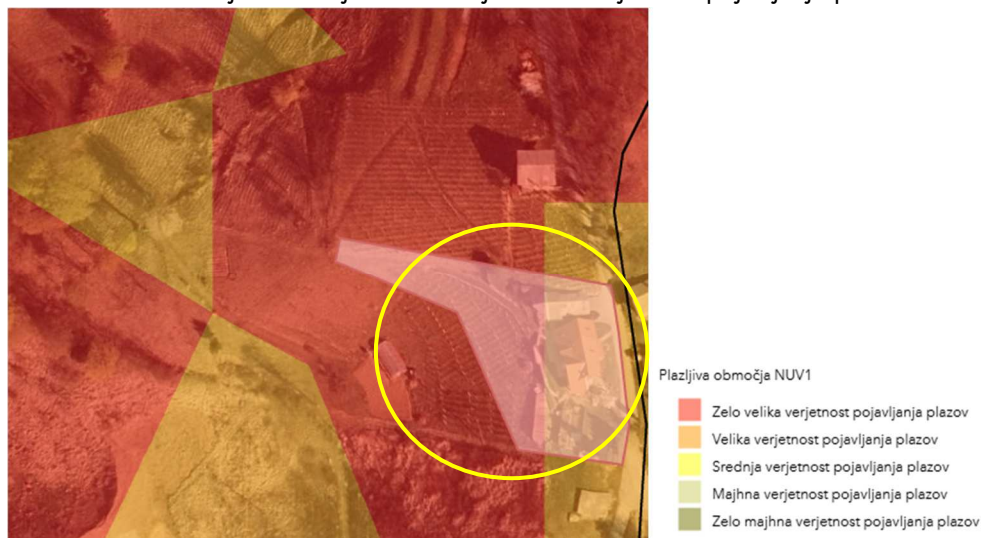 Plazljiva območja NUV1
Zelo velika verjetnost pojavljanja plazov
Velika verjetnost pojavljanja plazov
Srednja verjetnost pojavljanja plazov
Majhna verjetnost pojavljanja plazov
Zelo majhna verjetnost pojavljanja plazov